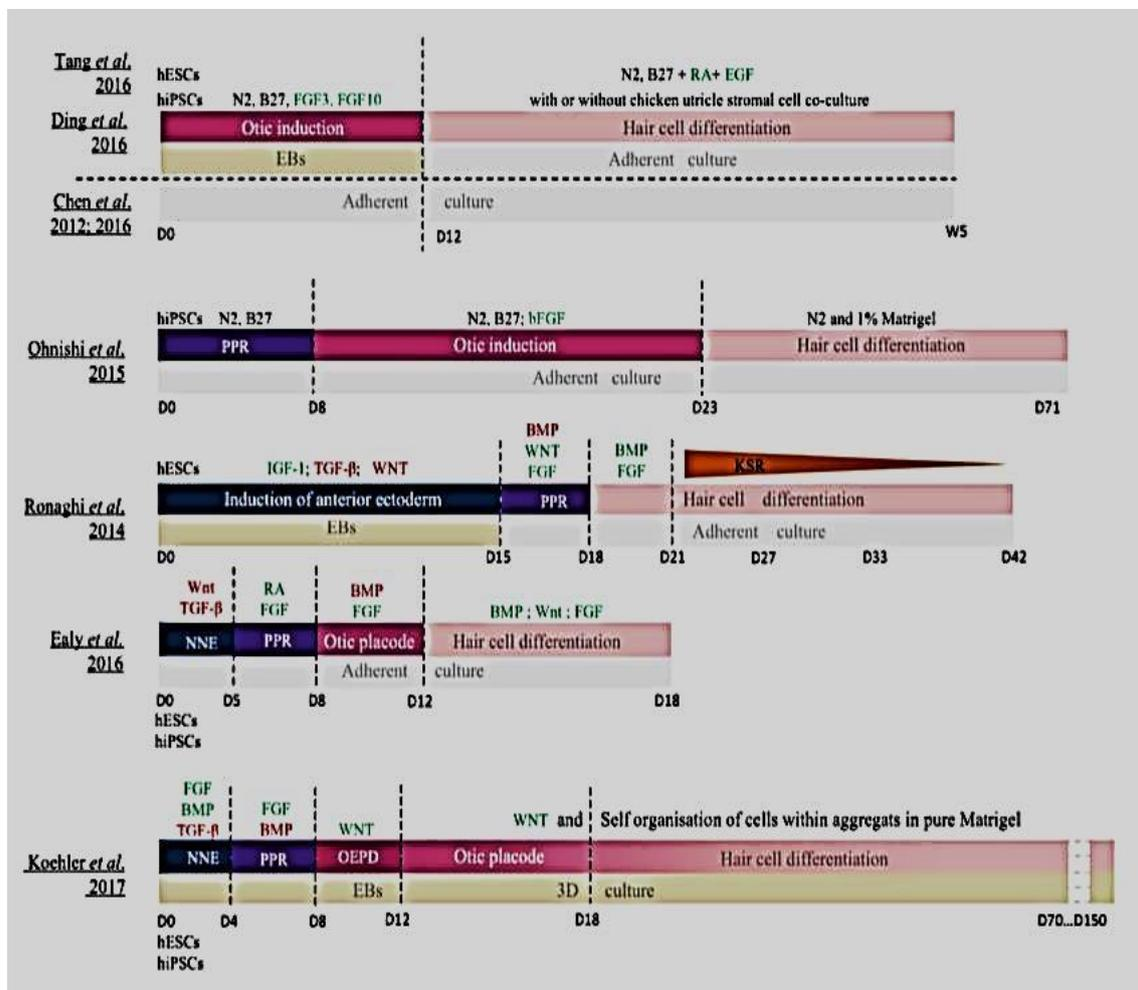 Tang et al.
2016
hESCs
hiPSCs N2, B27, FGF3, FGF10
N2, B27 + RA+ EGF
with or without chicken utricle stromal cell co-culture
Ding et al.
2016
Otic induction
Hair cell differentiation
EBs
Adherent culture
Chen et al.
2012; 2016
Adherent culture
D0
D12
W5
hiPSCs N2, B27
N2, B27; bFGF
N2 and 1% Matrigel
Ohnishi et al.
2015
PPR
Otic induction
Hair cell differentiation
Adherent culture
D0
D8
D23
D71
hESCs
IGF-1; TGF-β; WNT
BMP
WNT
FGF
BMP
FGF
KSR
Ronaghi et al.
2014
Induction of anterior ectoderm
PPR
Hair cell differentiation
EBs
Adherent culture
D0
D15
D18
D21
D27
D33
D42
Wnt
TGF-β
RA
FGF
BMP
FGF
BMP ; Wnt ; FGF
Ealy et al.
2016
NNE
PPR
Otic placode
Hair cell differentiation
Adherent culture
D0
D5
D8
D12
D18
hESCs
hiPSCs
FGF
BMP
TGF-β
FGF
BMP
WNT
WNT and Self organisation of cells within aggregats in pure Matrigel
Koehler et al.
2017
NNE
PPR
OEPD
Otic placode
Hair cell differentiation
EBs
3D culture
D0
D4
D8
D12
D18
D70...D150
hESCs
hiPSCs